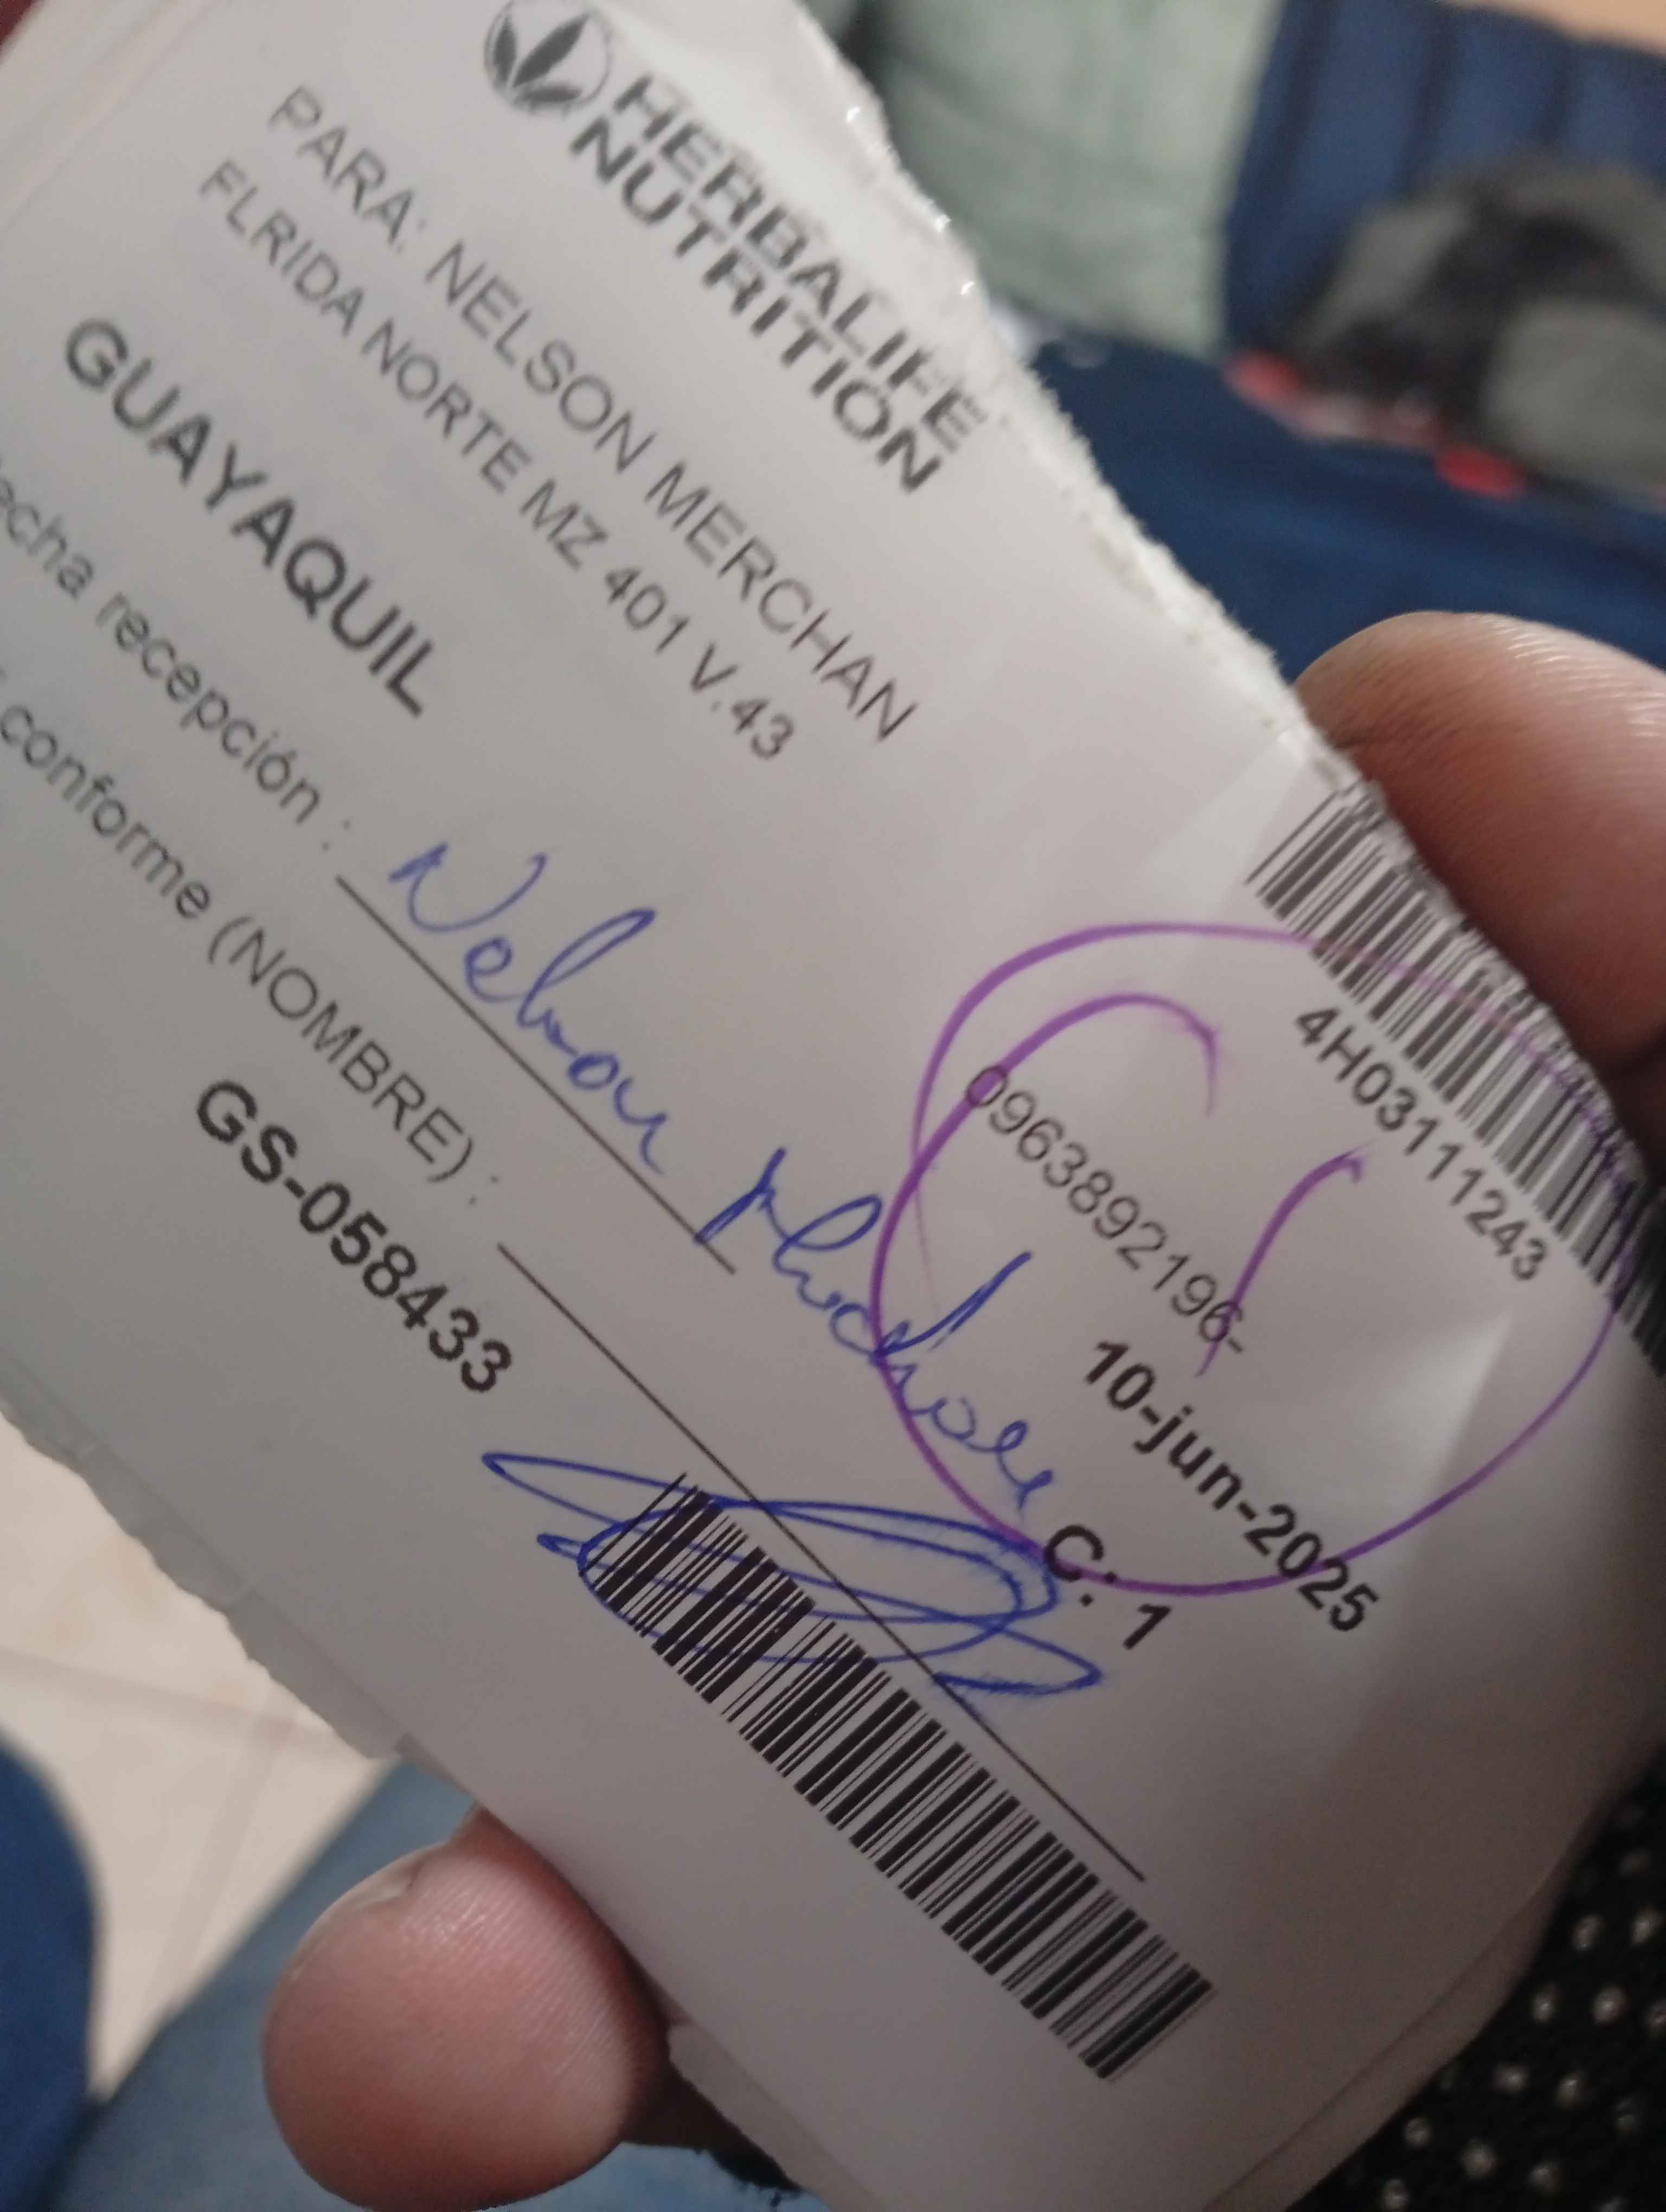 HERBALIFE
NUTRITION
PARA: NELSON MERCHAN
FLRIDA NORTE MZ 401 V.43
4H03111243
GUAYAQUIL
0963892196-
10-jun-2025
echa recepción : Nelson
conforme (NOMBRE) :
C: 1
GS-058433